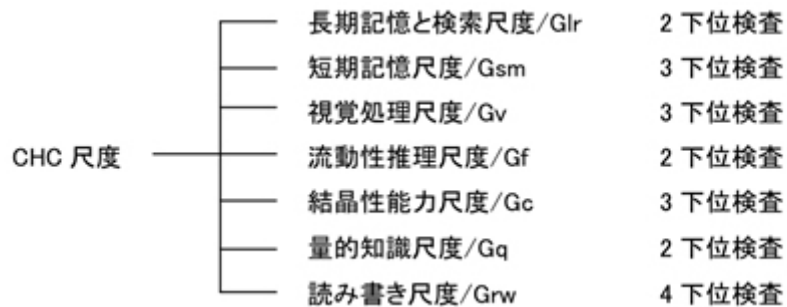 長期記憶と検索尺度/Glr 2 下位検査
短期記憶尺度/Gsm 3 下位検査
視覚処理尺度/Gv 3 下位検査
CHC 尺度 流動性推理尺度/Gf 2 下位検査
結晶性能力尺度/Gc 3 下位検査
量的知識尺度/Gq 2 下位検査
読み書き尺度/Grw 4 下位検査